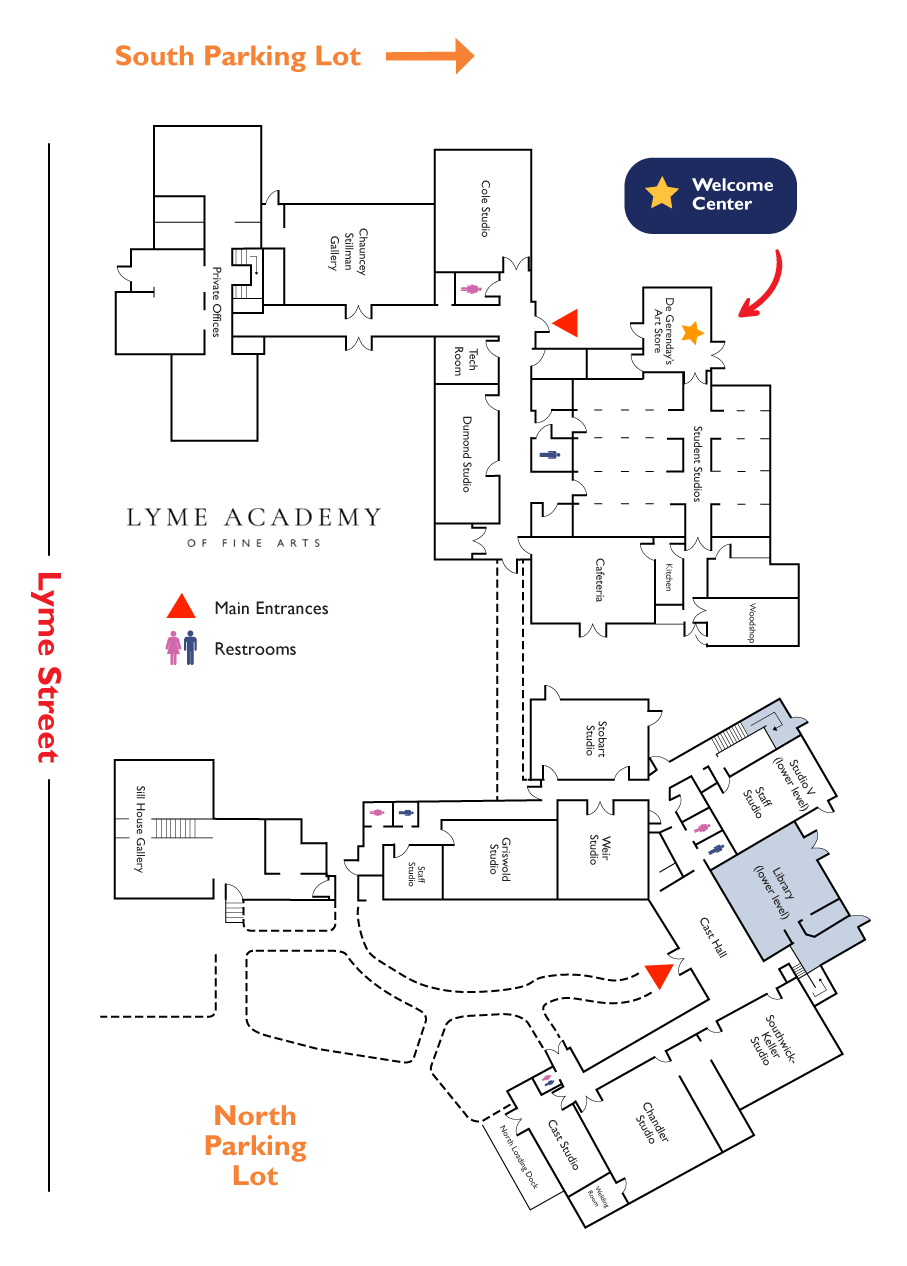 South Parking Lot
Welcome
Center
Cole Studio
Chauncey
Stillman
Gallery
Private Offices
De Gerenday's
Art Store
Tech
Room
Dumond Studio
Student Studios
LYME ACADEMY
OF FINE ARTS
Cafeteria
Kitchen
Woodshop
Main Entrances
Restrooms
Lyme Street
Stobart
Studio
Studio V
(lower level)
Staff
Studio
Sill House Gallery
Staff
Studio
Griswold
Studio
Weir
Studio
Library
(lower level)
Cast Hall
Southwick-
Keller
Studio
Chandler
Studio
Cast Studio
North Loading Dock
Welding
Room
North
Parking
Lot